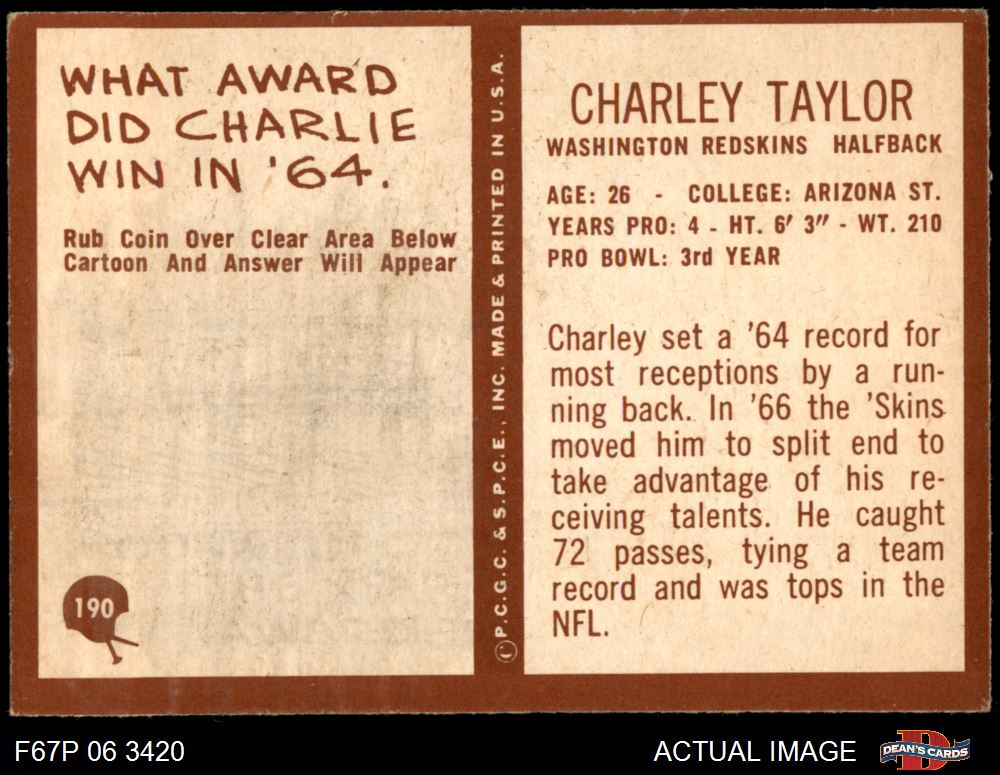 WHAT AWARD
DID CHARLIE
WIN IN '64.
Rub Coin Over Clear Area Below
Cartoon And Answer Will Appear
190
©P.C.G.C. & S.P.C.E., INC. MADE & PRINTED IN U.S.A.
CHARLEY TAYLOR
WASHINGTON REDSKINS HALFBACK
AGE: 26 - COLLEGE: ARIZONA ST.
YEARS PRO: 4 - HT. 6' 3" - WT. 210
PRO BOWL: 3rd YEAR
Charley set a '64 record for
most receptions by a run-
ning back. In '66 the 'Skins
moved him to split end to
take advantage of his re-
ceiving talents. He caught
72 passes, tying a team
record and was tops in the
NFL.
F67P 06 3420
ACTUAL IMAGE
D
DEAN'S CARDS